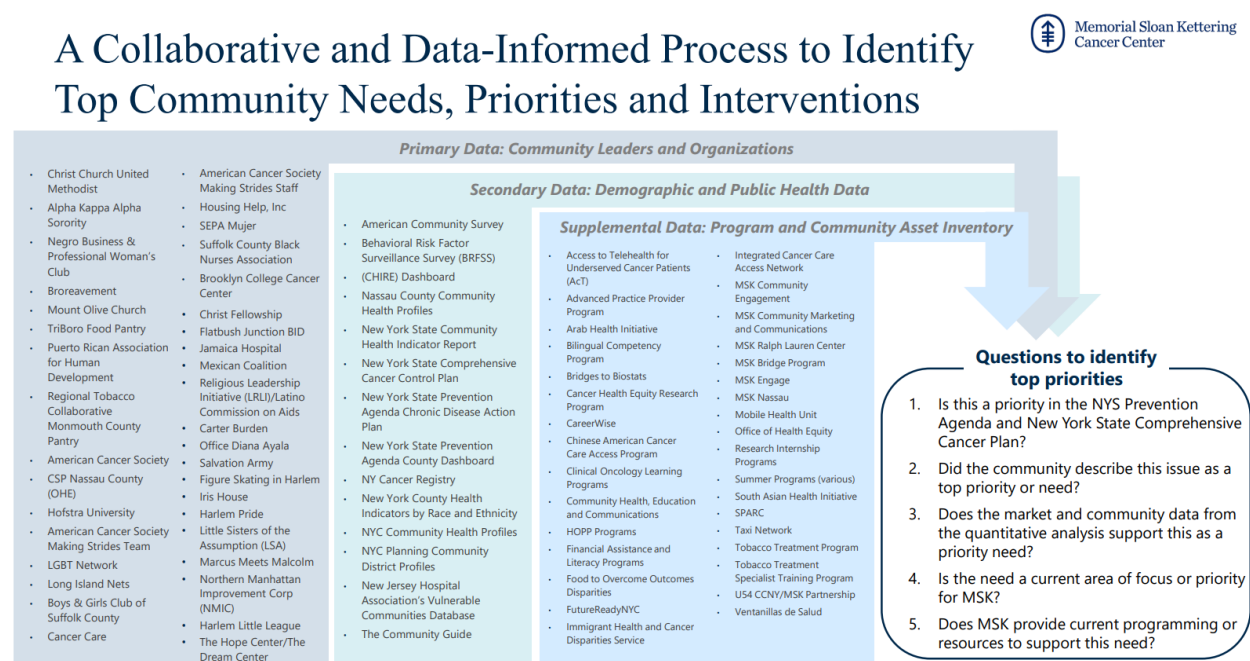 Memorial Sloan Kettering
Cancer Center
A Collaborative and Data-Informed Process to Identify
Top Community Needs, Priorities and Interventions
Primary Data: Community Leaders and Organizations
• Christ Church United
Methodist
• Alpha Kappa Alpha
Sorority
• Negro Business &
Professional Woman's
Club
• Broreavement
• Mount Olive Church
• TriBoro Food Pantry
• Puerto Rican Association
for Human
Development
• Regional Tobacco
Collaborative
Monmouth County
Pantry
• American Cancer Society
• CSP Nassau County
(OHE)
• Hofstra University
• American Cancer Society
Making Strides Team
• LGBT Network
• Long Island Nets
• Boys & Girls Club of
Suffolk County
• Cancer Care
• American Cancer Society
Making Strides Staff
• Housing Help, Inc
• SEPA Mujer
• Suffolk County Black
Nurses Association
• Brooklyn College Cancer
Center
• Christ Fellowship
• Flatbush Junction BID
• Jamaica Hospital
• Mexican Coalition
• Religious Leadership
Initiative (LRLI)/Latino
Commission on Aids
• Carter Burden
• Office Diana Ayala
• Salvation Army
• Figure Skating in Harlem
• Iris House
• Harlem Pride
• Little Sisters of the
Assumption (LSA)
• Marcus Meets Malcolm
• Northern Manhattan
Improvement Corp
(NMIC)
• Harlem Little League
• The Hope Center/The
Dream Center
Secondary Data: Demographic and Public Health Data
• American Community Survey
• Behavioral Risk Factor
Surveillance Survey (BRFSS)
• (CHIRE) Dashboard
• Nassau County Community
Health Profiles
• New York State Community
Health Indicator Report
• New York State Comprehensive
Cancer Control Plan
• New York State Prevention
Agenda Chronic Disease Action
Plan
• New York State Prevention
Agenda County Dashboard
• NY Cancer Registry
• New York County Health
Indicators by Race and Ethnicity
• NYC Community Health Profiles
• NYC Planning Community
District Profiles
• New Jersey Hospital
Association's Vulnerable
Communities Database
• The Community Guide
Supplemental Data: Program and Community Asset Inventory
• Access to Telehealth for
Underserved Cancer Patients
(AcT)
• Advanced Practice Provider
Program
• Arab Health Initiative
• Bilingual Competency
Program
• Bridges to Biostats
• Cancer Health Equity Research
Program
• CareerWise
• Chinese American Cancer
Care Access Program
• Clinical Oncology Learning
Programs
• Community Health, Education
and Communications
• HOPP Programs
• Financial Assistance and
Literacy Programs
• Food to Overcome Outcomes
Disparities
• FutureReadyNYC
• Immigrant Health and Cancer
Disparities Service
• Integrated Cancer Care
Access Network
• MSK Community
Engagement
• MSK Community Marketing
and Communications
• MSK Ralph Lauren Center
• MSK Bridge Program
• MSK Engage
• MSK Nassau
• Mobile Health Unit
• Office of Health Equity
• Research Internship
Programs
• Summer Programs (various)
• South Asian Health Initiative
• SPARC
• Taxi Network
• Tobacco Treatment Program
• Tobacco Treatment
Specialist Training Program
• U54 CCNY/MSK Partnership
• Ventanillas de Salud
Questions to identify
top priorities
1. Is this a priority in the NYS Prevention
Agenda and New York State Comprehensive
Cancer Plan?
2. Did the community describe this issue as a
top priority or need?
3. Does the market and community data from
the quantitative analysis support this as a
priority need?
4. Is the need a current area of focus or priority
for MSK?
5. Does MSK provide current programming or
resources to support this need?